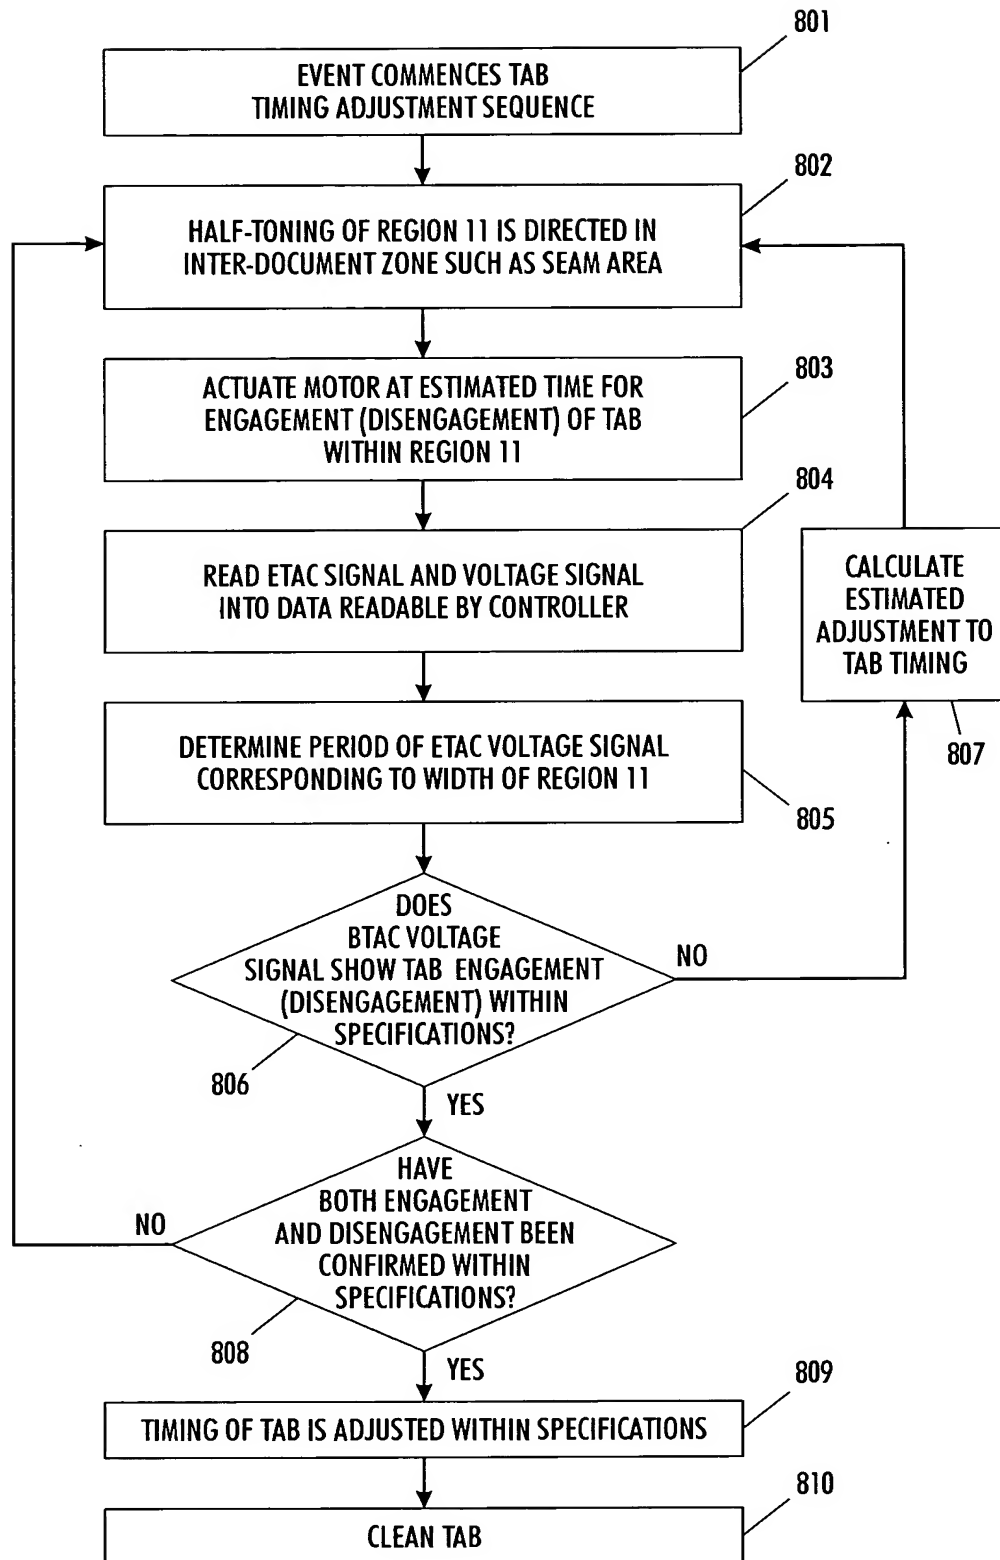 801
EVENT COMMENCES TAB
TIMING ADJUSTMENT SEQUENCE
802
HALF-TONING OF REGION 11 IS DIRECTED IN
INTER-DOCUMENT ZONE SUCH AS SEAM AREA
803
ACTUATE MOTOR AT ESTIMATED TIME FOR
ENGAGEMENT (DISENGAGEMENT) OF TAB
WITHIN REGION 11
804
READ ETAC SIGNAL AND VOLTAGE SIGNAL
INTO DATA READABLE BY CONTROLLER
CALCULATE
ESTIMATED
ADJUSTMENT TO
TAB TIMING
807
DETERMINE PERIOD OF ETAC VOLTAGE SIGNAL
CORRESPONDING TO WIDTH OF REGION 11
805
DOES
BTAC VOLTAGE
SIGNAL SHOW TAB ENGAGEMENT
(DISENGAGEMENT) WITHIN
SPECIFICATIONS?
NO
806
YES
HAVE
BOTH ENGAGEMENT
AND DISENGAGEMENT BEEN
CONFIRMED WITHIN
SPECIFICATIONS?
NO
808
YES
809
TIMING OF TAB IS ADJUSTED WITHIN SPECIFICATIONS
810
CLEAN TAB